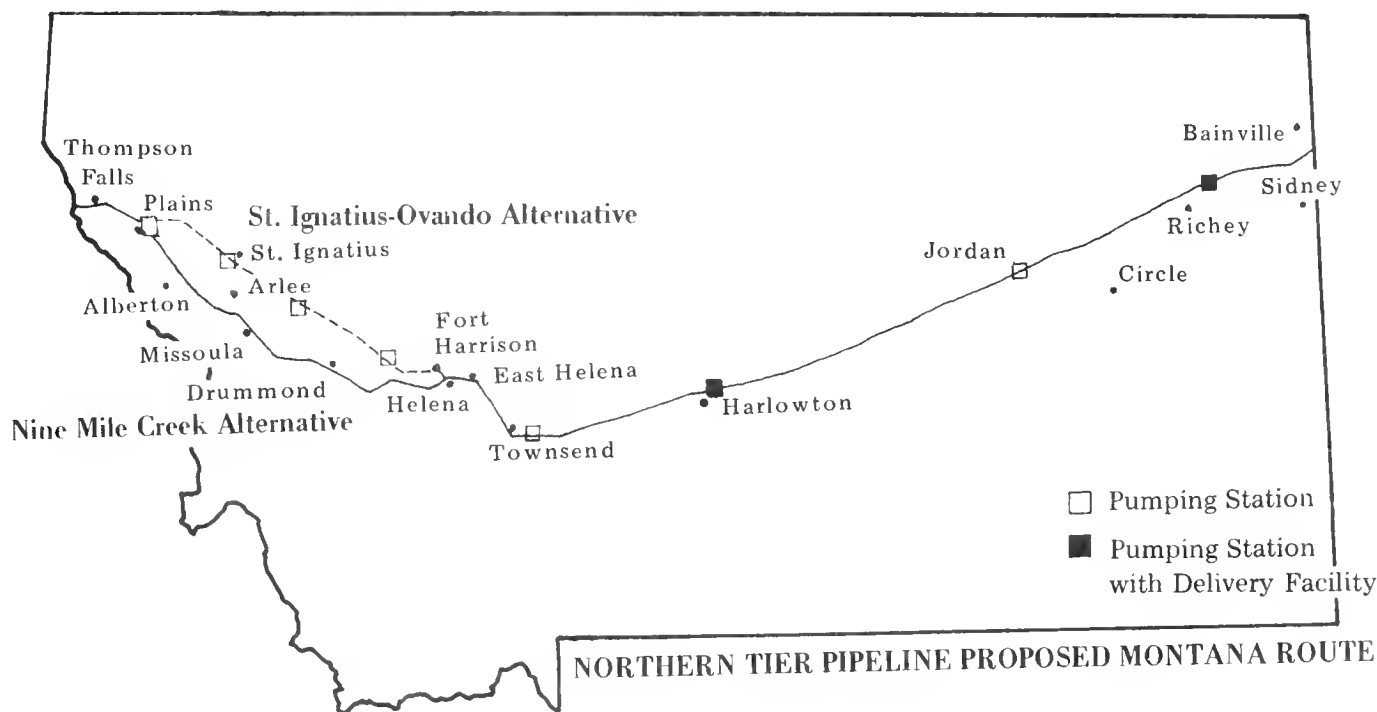 Thompson
Falls
Plains
St. Ignatius-Ovando Alternative
St. Ignatius
Arlee
Alberton
Missoula
Drummond
Nine Mile Creek Alternative
Fort
Harrison
East Helena
Helena
Townsend
Harlowton
Jordan
Circle
Richey
Bainville
Sidney
Pumping Station
Pumping Station
with Delivery Facility
NORTHERN TIER PIPELINE PROPOSED MONTANA ROUTE